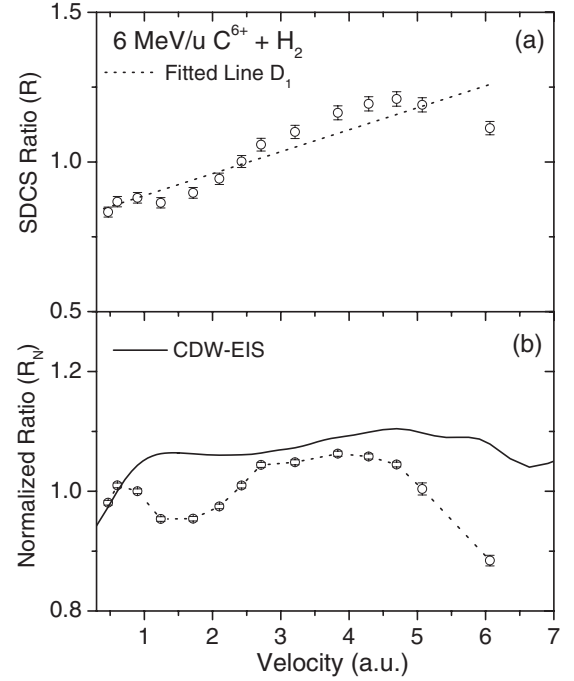 6 MeV/u C⁶⁺ + H₂
(a)
Fitted Line D₁
SDCS Ratio (R)
1.5
1.0
0.5
(b)
CDW-EIS
Normalized Ratio (R_N)
1.2
1.0
0.8
1 2 3 4 5 6 7
Velocity (a.u.)